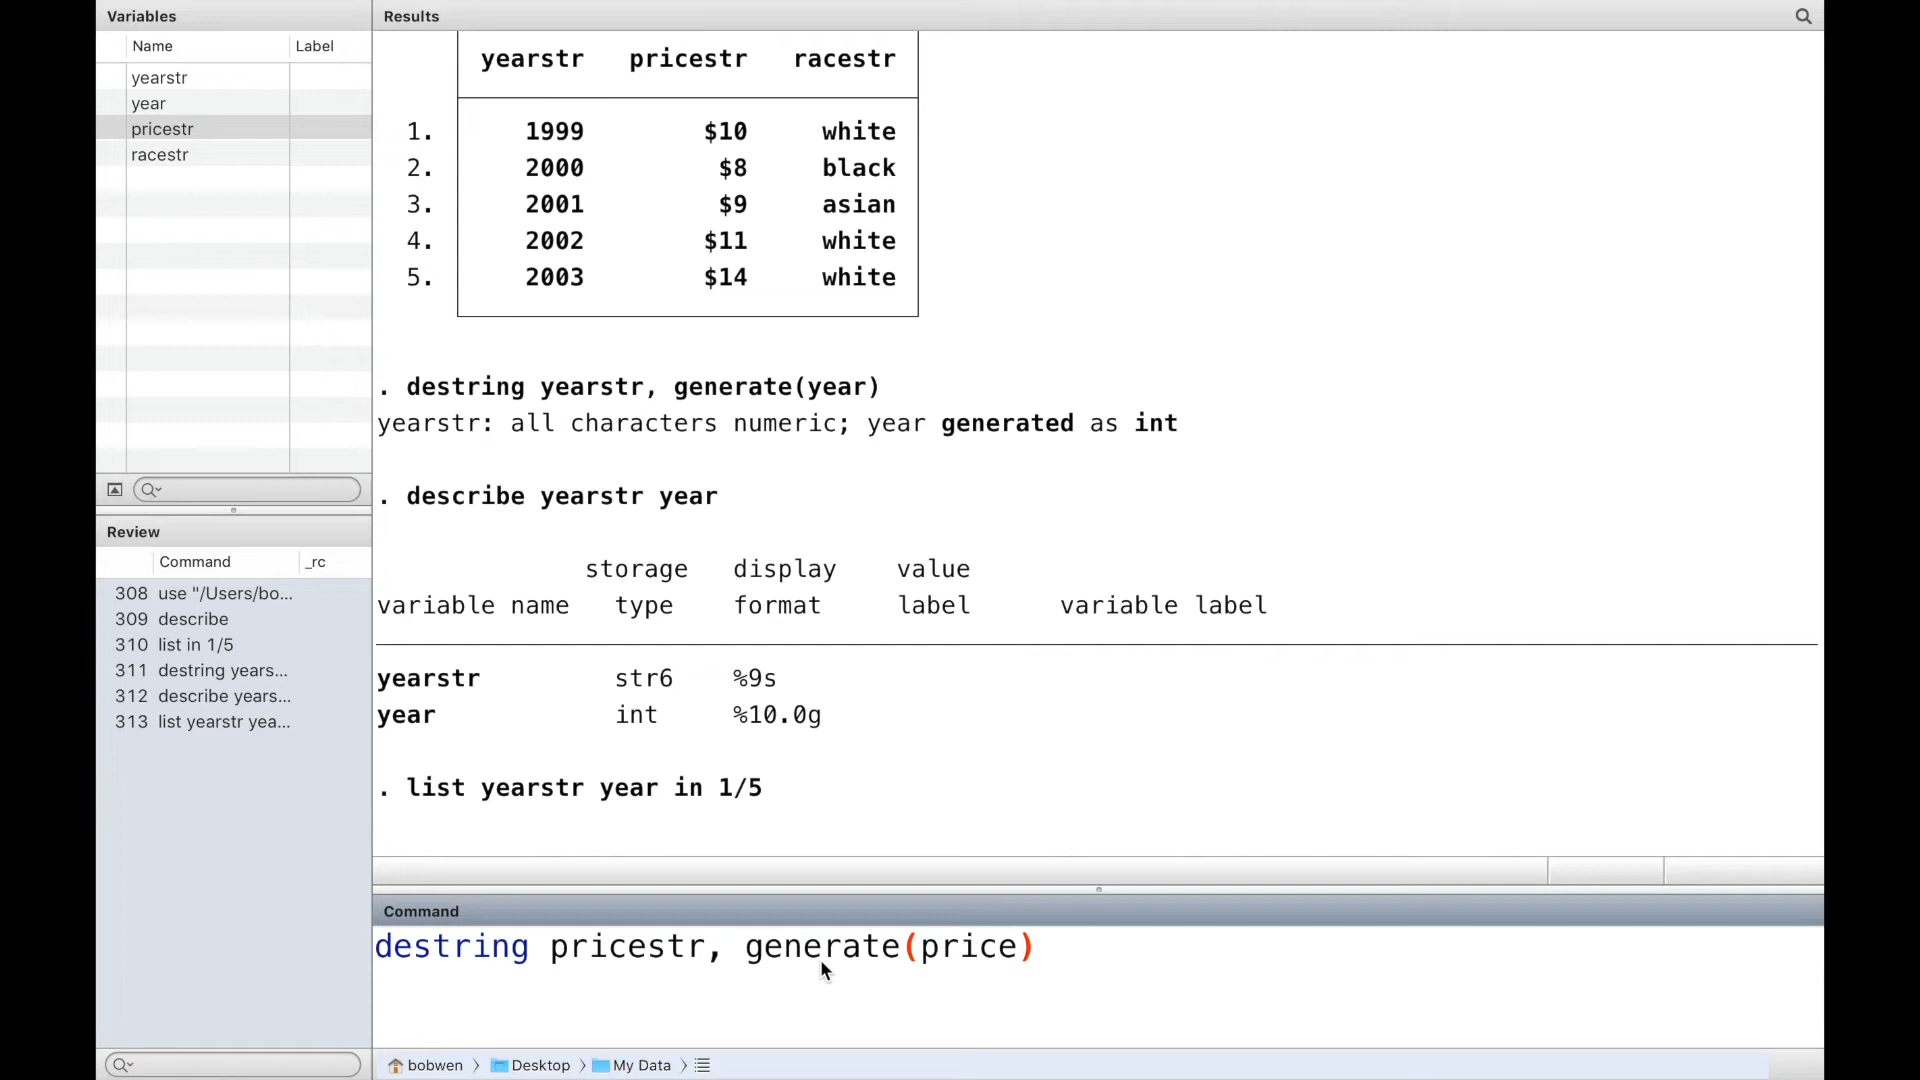 Variables
Name Label
yearstr
year
pricestr
racestr
Review
Command _rc
308 use "/Users/bo...
309 describe
310 list in 1/5
311 destring years...
312 describe years...
313 list yearstr yea...
Results
yearstr pricestr racestr
1. 1999 $10 white
2. 2000 $8 black
3. 2001 $9 asian
4. 2002 $11 white
5. 2003 $14 white
. destring yearstr, generate(year)
yearstr: all characters numeric; year generated as int
. describe yearstr year
storage display value
variable name type format label variable label
yearstr str6 %9s
year int %10.0g
. list yearstr year in 1/5
Command
destring pricestr, generate(price)
bobwen > Desktop > My Data >